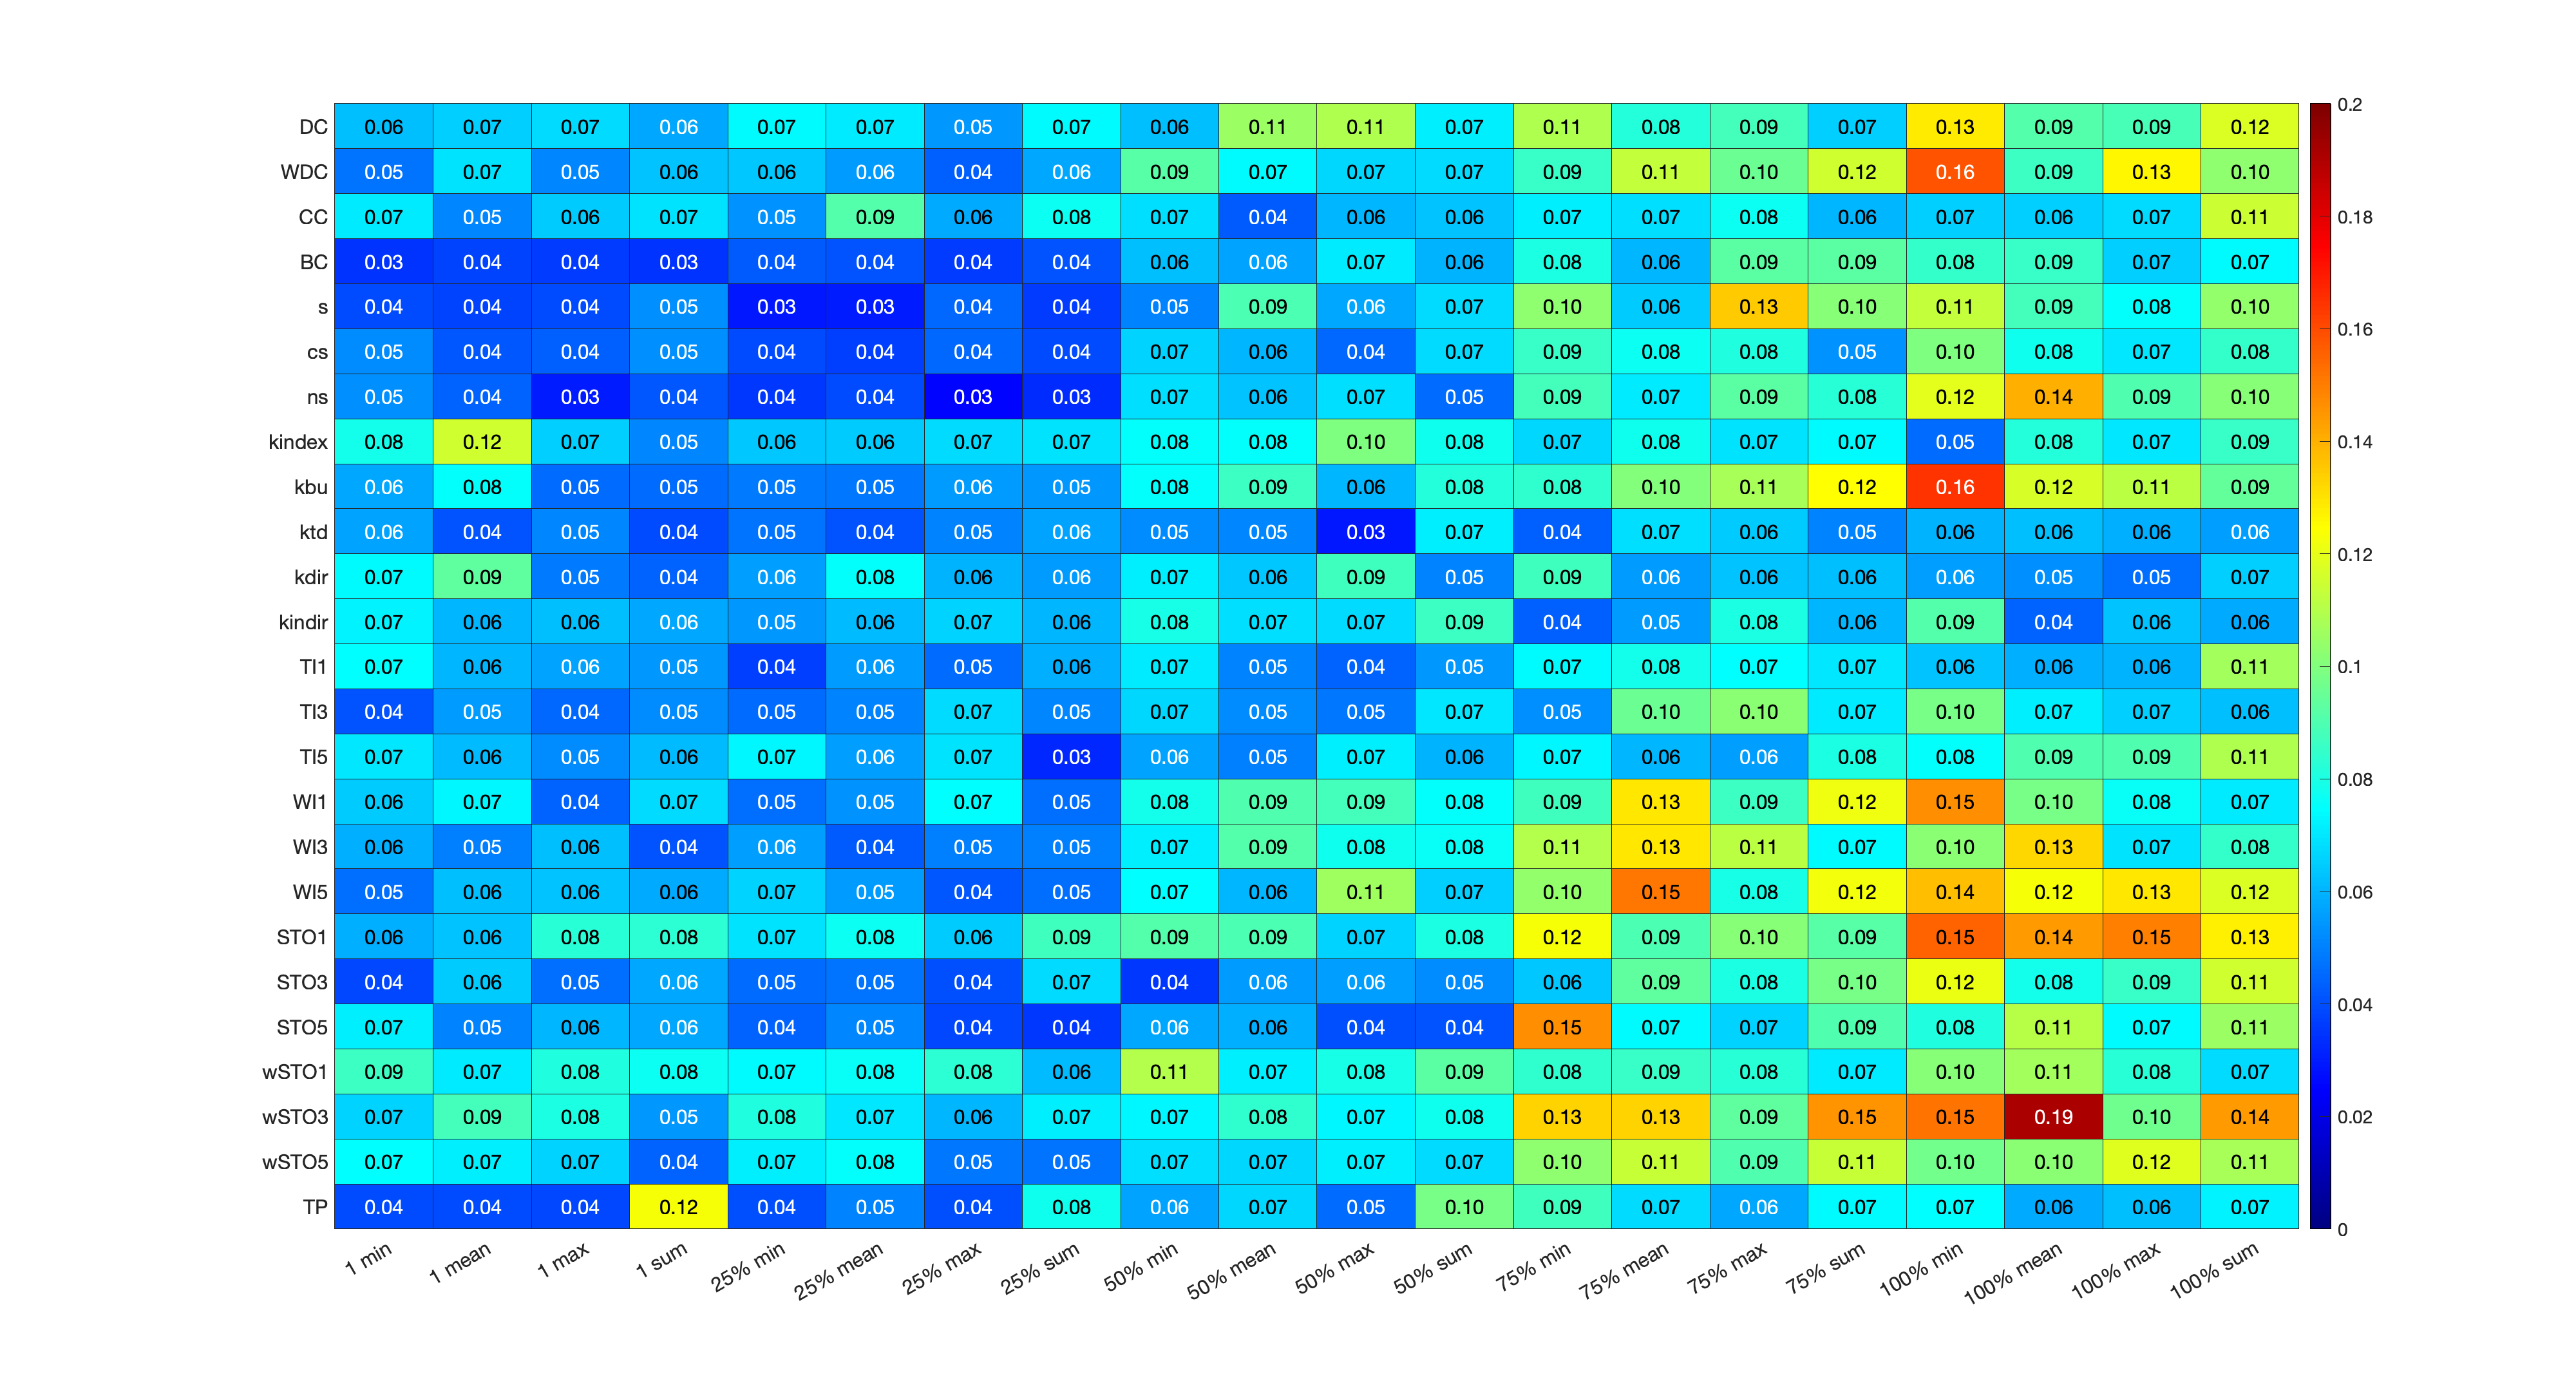 DC 0.06 0.07 0.07 0.06 0.07 0.07 0.05 0.07 0.06 0.11 0.11 0.07 0.11 0.08 0.09 0.07 0.13 0.09 0.09 0.12
WDC 0.05 0.07 0.05 0.06 0.06 0.06 0.04 0.06 0.09 0.07 0.07 0.07 0.09 0.11 0.10 0.12 0.16 0.09 0.13 0.10
CC 0.07 0.05 0.06 0.07 0.05 0.09 0.06 0.08 0.07 0.04 0.06 0.06 0.07 0.07 0.08 0.06 0.07 0.06 0.07 0.11
BC 0.03 0.04 0.04 0.03 0.04 0.04 0.04 0.04 0.06 0.06 0.07 0.06 0.08 0.06 0.09 0.09 0.08 0.09 0.07 0.07
s 0.04 0.04 0.04 0.05 0.03 0.03 0.04 0.04 0.05 0.09 0.06 0.07 0.10 0.06 0.13 0.10 0.11 0.09 0.08 0.10
cs 0.05 0.04 0.04 0.05 0.04 0.04 0.04 0.04 0.07 0.06 0.04 0.07 0.09 0.08 0.08 0.05 0.10 0.08 0.07 0.08
ns 0.05 0.04 0.03 0.04 0.04 0.04 0.03 0.03 0.07 0.06 0.07 0.05 0.09 0.07 0.09 0.08 0.12 0.14 0.09 0.10
kindex 0.08 0.12 0.07 0.05 0.06 0.06 0.07 0.07 0.08 0.08 0.10 0.08 0.07 0.08 0.07 0.07 0.05 0.08 0.07 0.09
kbu 0.06 0.08 0.05 0.05 0.05 0.05 0.06 0.05 0.08 0.09 0.06 0.08 0.08 0.10 0.11 0.12 0.16 0.12 0.11 0.09
ktd 0.06 0.04 0.05 0.04 0.05 0.04 0.05 0.06 0.05 0.05 0.03 0.07 0.04 0.07 0.06 0.05 0.06 0.06 0.06 0.06
kdir 0.07 0.09 0.05 0.04 0.06 0.08 0.06 0.06 0.07 0.06 0.09 0.05 0.09 0.06 0.06 0.06 0.06 0.05 0.05 0.07
kindir 0.07 0.06 0.06 0.06 0.05 0.06 0.07 0.06 0.08 0.07 0.07 0.09 0.04 0.05 0.08 0.06 0.09 0.04 0.06 0.06
TI1 0.07 0.06 0.06 0.05 0.04 0.06 0.05 0.06 0.07 0.05 0.04 0.05 0.07 0.08 0.07 0.07 0.06 0.06 0.06 0.11
TI3 0.04 0.05 0.04 0.05 0.05 0.05 0.07 0.05 0.07 0.05 0.05 0.07 0.05 0.10 0.10 0.07 0.10 0.07 0.07 0.06
TI5 0.07 0.06 0.05 0.06 0.07 0.06 0.07 0.03 0.06 0.05 0.07 0.06 0.07 0.06 0.06 0.08 0.08 0.09 0.09 0.11
WI1 0.06 0.07 0.04 0.07 0.05 0.05 0.07 0.05 0.08 0.09 0.09 0.08 0.09 0.13 0.09 0.12 0.15 0.10 0.08 0.07
WI3 0.06 0.05 0.06 0.04 0.06 0.04 0.05 0.05 0.07 0.09 0.08 0.08 0.11 0.13 0.11 0.07 0.10 0.13 0.07 0.08
WI5 0.05 0.06 0.06 0.06 0.07 0.05 0.04 0.05 0.07 0.06 0.11 0.07 0.10 0.15 0.08 0.12 0.14 0.12 0.13 0.12
STO1 0.06 0.06 0.08 0.08 0.07 0.08 0.06 0.09 0.09 0.09 0.07 0.08 0.12 0.09 0.10 0.09 0.15 0.14 0.15 0.13
STO3 0.04 0.06 0.05 0.06 0.05 0.05 0.04 0.07 0.04 0.06 0.06 0.05 0.06 0.09 0.08 0.10 0.12 0.08 0.09 0.11
STO5 0.07 0.05 0.06 0.06 0.04 0.05 0.04 0.04 0.06 0.06 0.04 0.04 0.15 0.07 0.07 0.09 0.08 0.11 0.07 0.11
wSTO1 0.09 0.07 0.08 0.08 0.07 0.08 0.08 0.06 0.11 0.07 0.08 0.09 0.08 0.09 0.08 0.07 0.10 0.11 0.08 0.07
wSTO3 0.07 0.09 0.08 0.05 0.08 0.07 0.06 0.07 0.07 0.08 0.07 0.08 0.13 0.13 0.09 0.15 0.15 0.19 0.10 0.14
wSTO5 0.07 0.07 0.07 0.04 0.07 0.08 0.05 0.05 0.07 0.07 0.07 0.07 0.10 0.11 0.09 0.11 0.10 0.10 0.12 0.11
TP 0.04 0.04 0.04 0.12 0.04 0.05 0.04 0.08 0.06 0.07 0.05 0.10 0.09 0.07 0.06 0.07 0.07 0.06 0.06 0.07
1 min 1 mean 1 max 1 sum 25% min 25% mean 25% max 25% sum 50% min 50% mean 50% max 50% sum 75% min 75% mean 75% max 75% sum 100% min 100% mean 100% max 100% sum
0.2
0.18
0.16
0.14
0.12
0.1
0.08
0.06
0.04
0.02
0